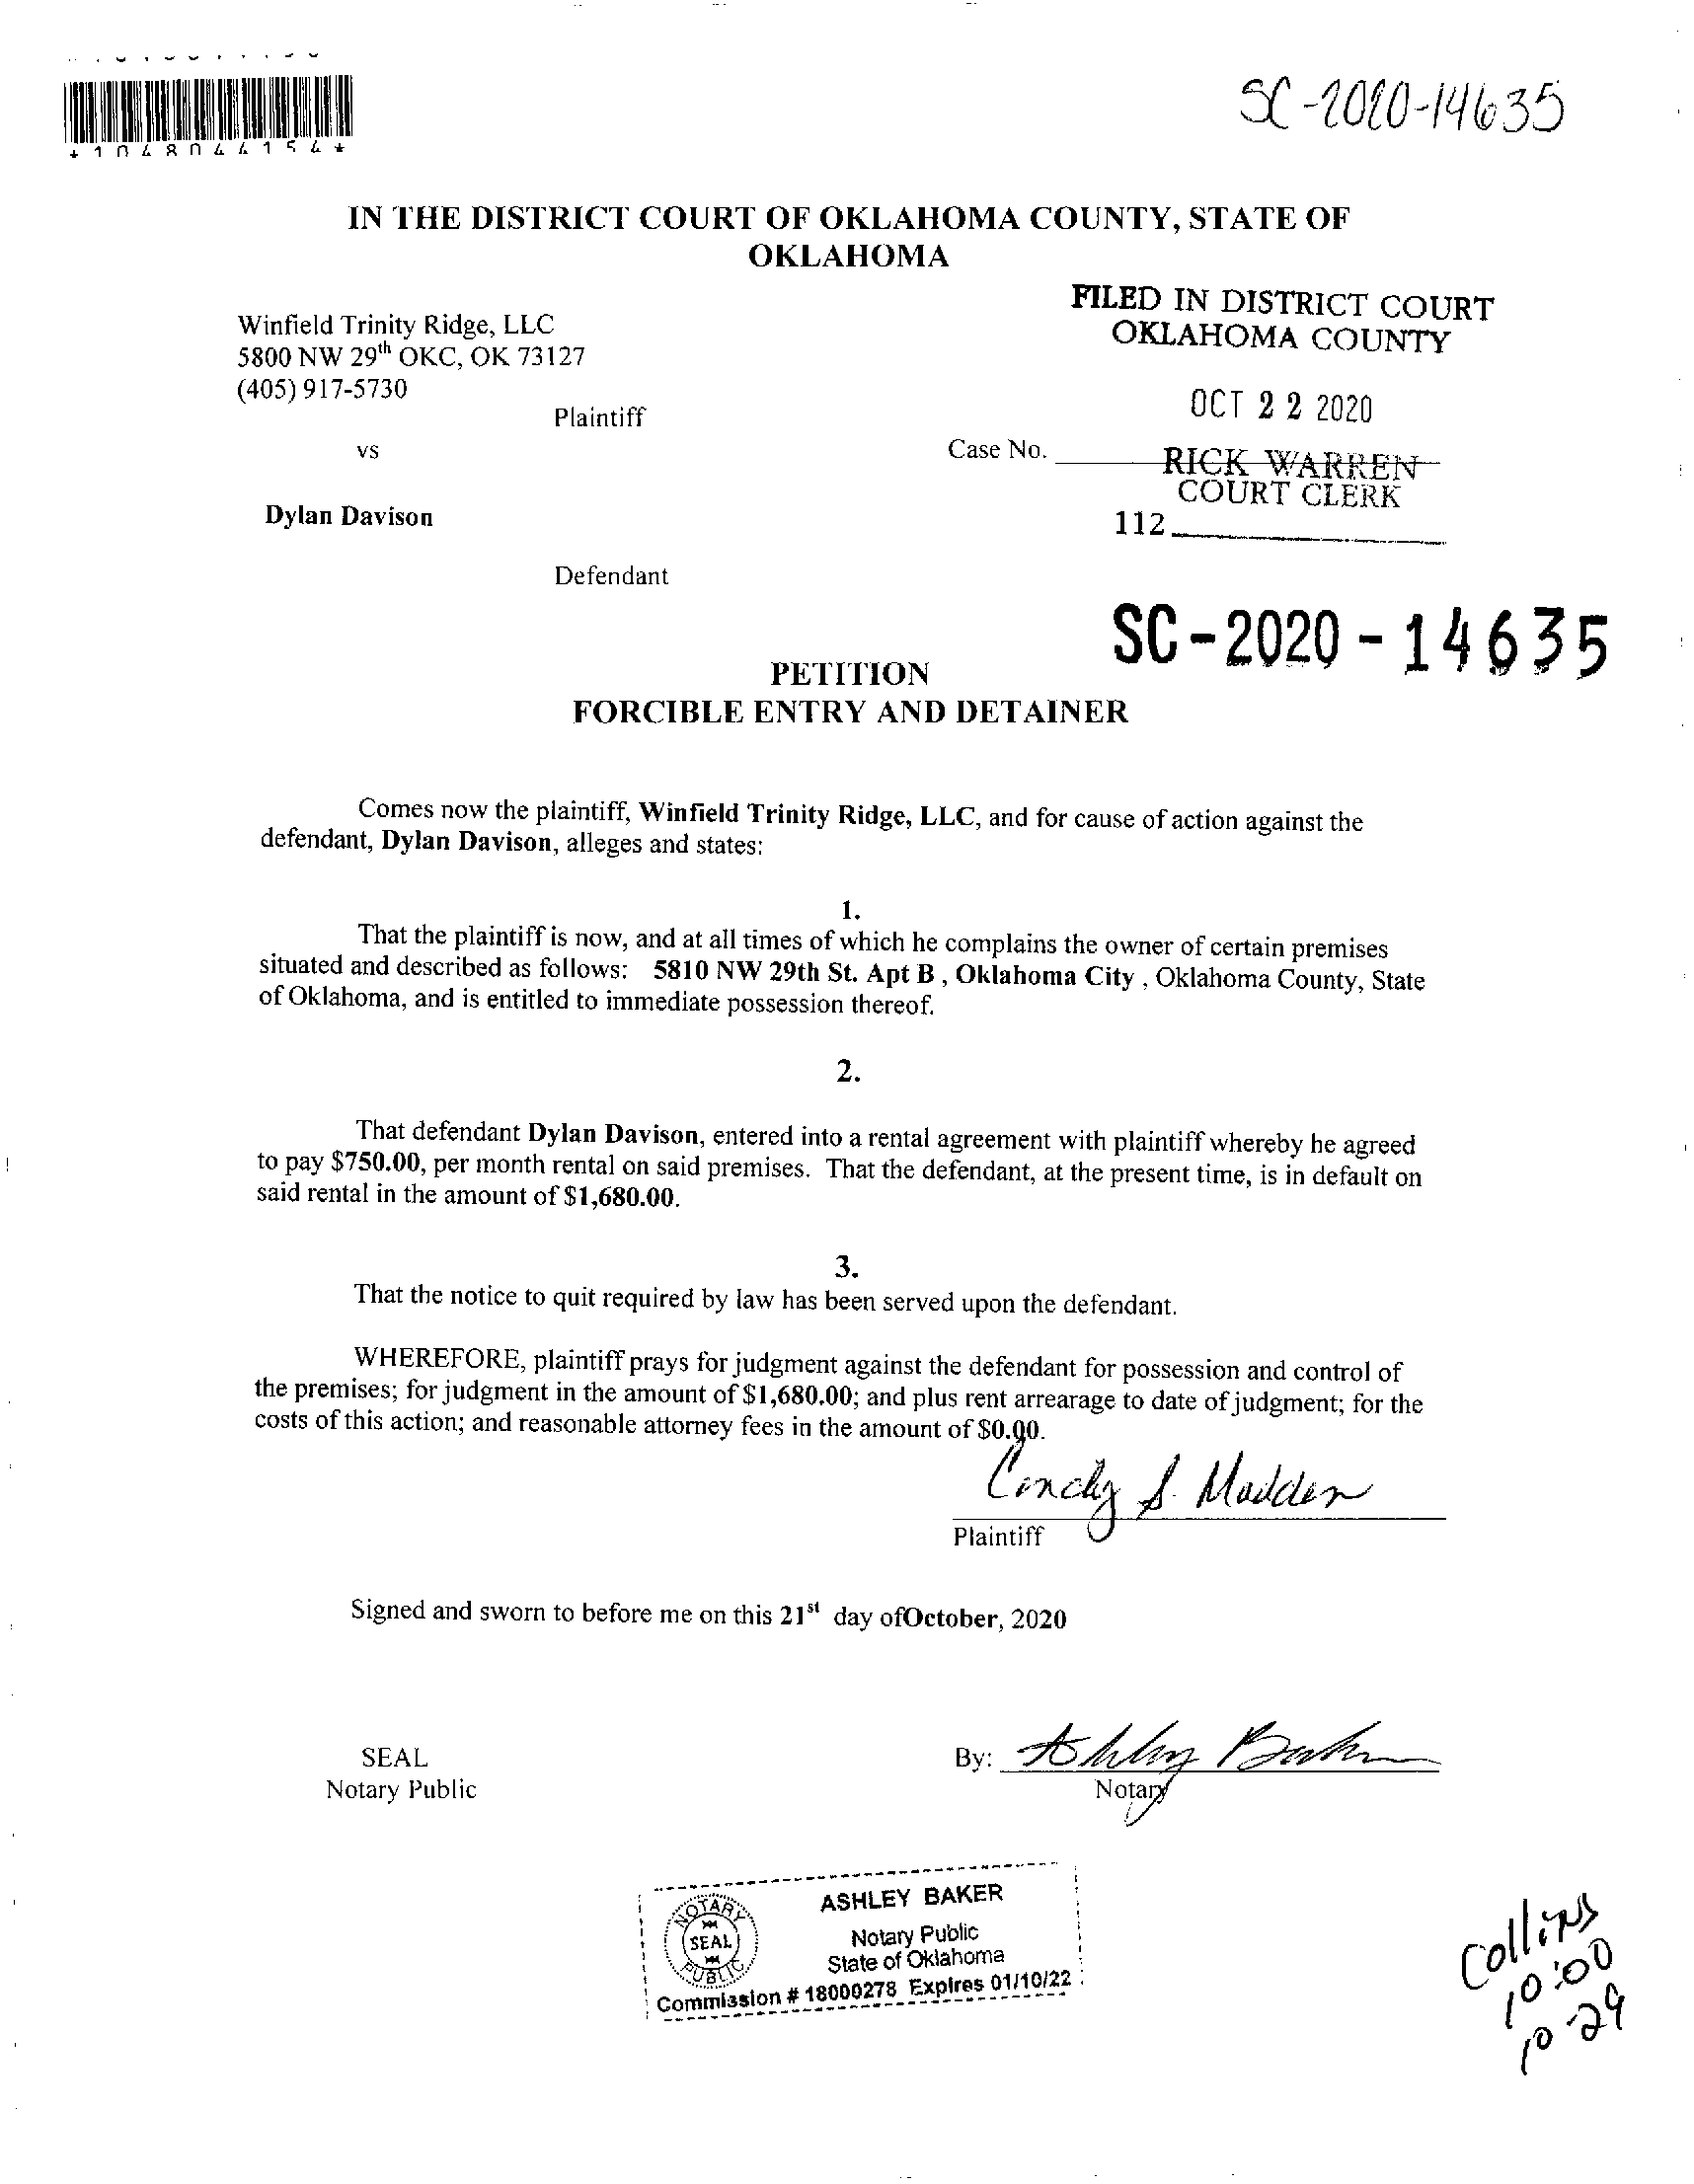 SC-2020-14635
*1048044154*
IN THE DISTRICT COURT OF OKLAHOMA COUNTY, STATE OF
OKLAHOMA
FILED IN DISTRICT COURT
OKLAHOMA COUNTY
Winfield Trinity Ridge, LLC
5800 NW 29th OKC, OK 73127
(405) 917-5730
OCT 22 2020
Plaintiff
vs
Case No.
RICK WARREN
COURT CLERK
Dylan Davison
112
Defendant
SC-2020-14635
PETITION
FORCIBLE ENTRY AND DETAINER
Comes now the plaintiff, Winfield Trinity Ridge, LLC, and for cause of action against the
defendant, Dylan Davison, alleges and states:
1.
That the plaintiff is now, and at all times of which he complains the owner of certain premises
situated and described as follows: 5810 NW 29th St. Apt B , Oklahoma City , Oklahoma County, State
of Oklahoma, and is entitled to immediate possession thereof.
2.
That defendant Dylan Davison, entered into a rental agreement with plaintiff whereby he agreed
to pay $750.00, per month rental on said premises. That the defendant, at the present time, is in default on
said rental in the amount of $1,680.00.
3.
That the notice to quit required by law has been served upon the defendant.
WHEREFORE, plaintiff prays for judgment against the defendant for possession and control of
the premises; for judgment in the amount of $1,680.00; and plus rent arrearage to date of judgment; for the
costs of this action; and reasonable attorney fees in the amount of $0.00.
Cindy S. Madden
Plaintiff
Signed and sworn to before me on this 21st day ofOctober, 2020
SEAL
Notary Public
By: Ashley Baker
Notary
NOTARY
SEAL
PUBLIC
ASHLEY BAKER
Notary Public
State of Oklahoma
Commission # 18000278 Expires 01/10/22
Collins
10:00
10-29